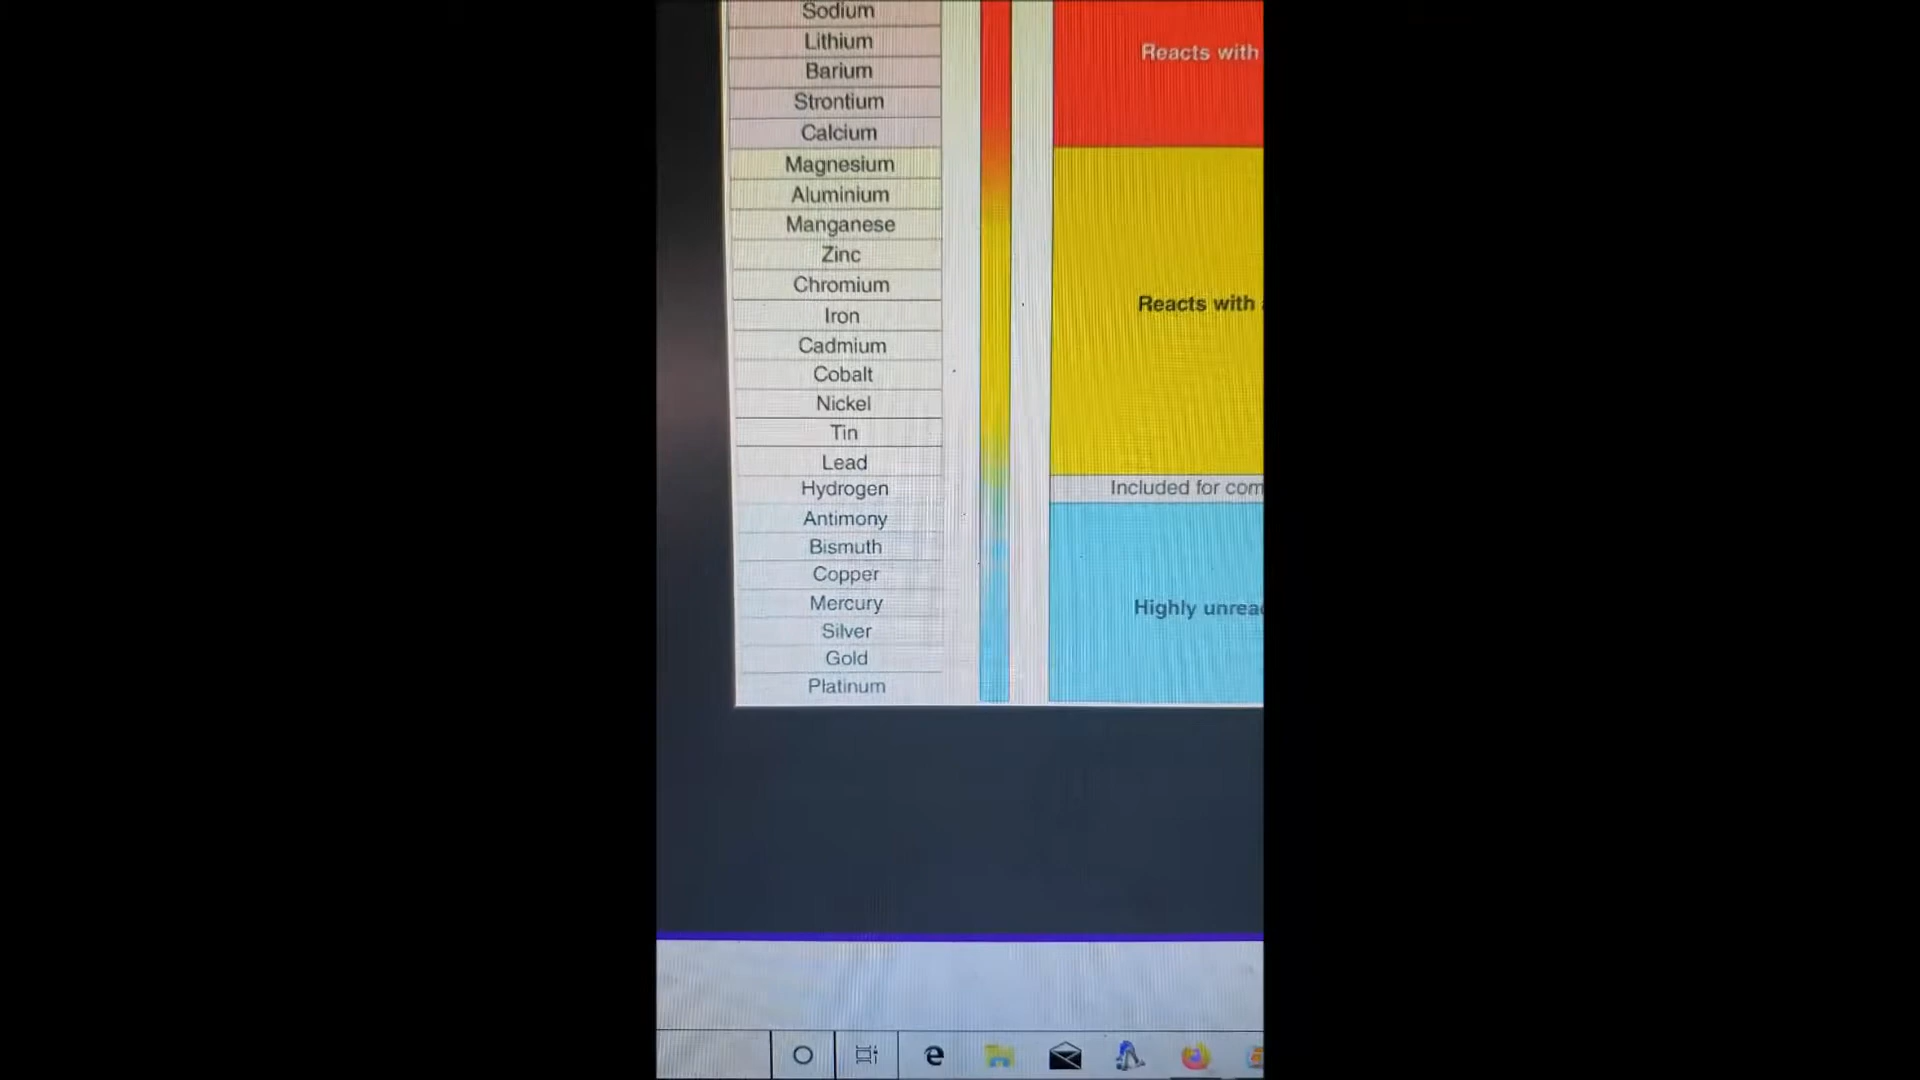 Sodium
Lithium
Reacts with
Barium
Strontium
Calcium
Magnesium
Aluminium
Manganese
Zinc
Chromium
Reacts with
Iron
Cadmium
Cobalt
Nickel
Tin
Lead
Hydrogen
Included for com
Antimony
Bismuth
Copper
Mercury
Highly unreac
Silver
Gold
Platinum